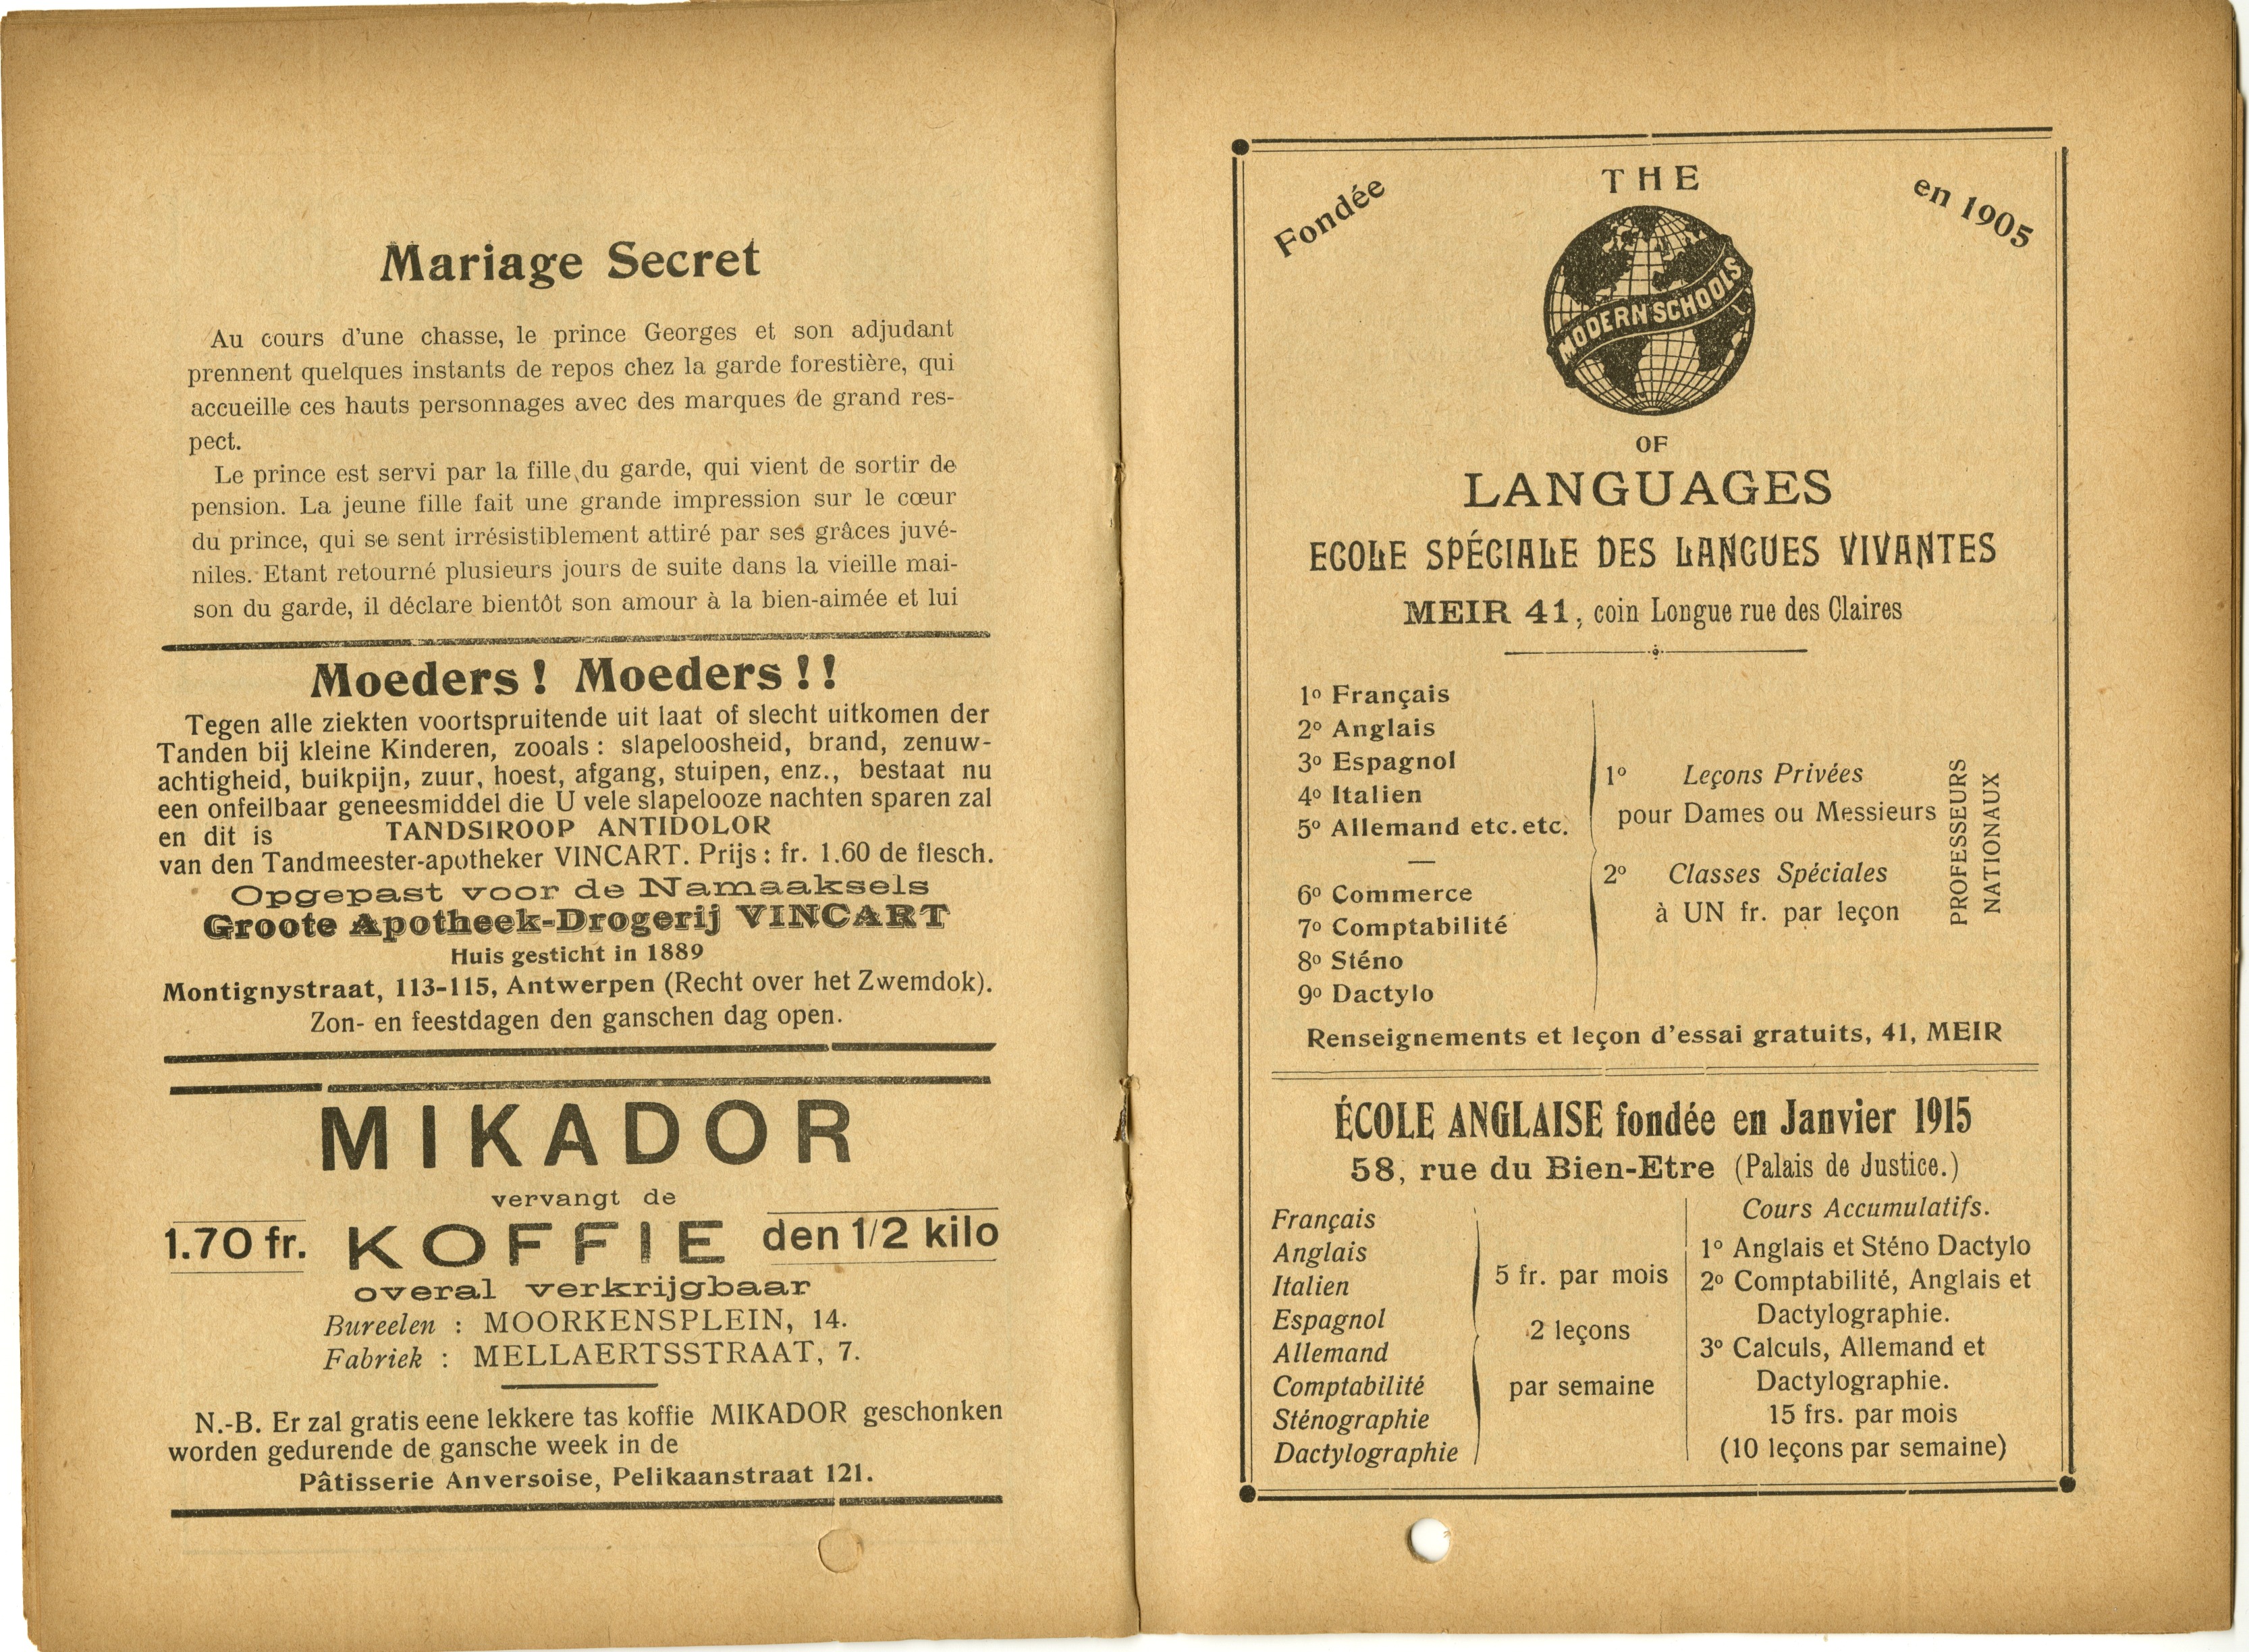 Mariage Secret
Au cours d'une chasse, le prince Georges et son adjudant
prennent quelques instants de repos chez la garde forestière, qui
accueille ces hauts personnages avec des marques de grand res-
pect.
Le prince est servi par la fille du garde, qui vient de sortir de
pension. La jeune fille fait une grande impression sur le cœur
du prince, qui se sent irrésistiblement attiré par ses grâces juvé-
niles. Etant retourné plusieurs jours de suite dans la vieille mai-
son du garde, il déclare bientôt son amour à la bien-aimée et lui
Moeders ! Moeders ! !
Tegen alle ziekten voortspruitende uit laat of slecht uitkomen der
Tanden bij kleine Kinderen, zooals : slapeloosheid, brand, zenuw-
achtigheid, buikpijn, zuur, hoest, afgang, stuipen, enz., bestaat nu
een onfeilbaar geneesmiddel die U vele slapelooze nachten sparen zal
en dit is TANDSIROOP ANTIDOLOR
van den Tandmeester-apotheker VINCART. Prijs : fr. 1.60 de flesch.
Opgepast voor de Namaaksels
Groote Apotheek-Drogerij VINCART
Huis gesticht in 1889
Montignystraat, 113-115, Antwerpen (Recht over het Zwemdok).
Zon- en feestdagen den ganschen dag open.
MIKADOR
vervangt de
1.70 fr. KOFFIE den 1/2 kilo
overal verkrijgbaar
Bureelen : MOORKENSPLEIN, 14.
Fabriek : MELLAERTSSTRAAT, 7.
N.-B. Er zal gratis eene lekkere tas koffie MIKADOR geschonken
worden gedurende de gansche week in de
Pâtisserie Anversoise, Pelikaanstraat 121.
Fondée
THE
en 1905
MODERN SCHOOLS
OF
LANGUAGES
ECOLE SPÉCIALE DES LANGUES VIVANTES
MEIR 41, coin Longue rue des Claires
1º Français
2º Anglais
3º Espagnol
4º Italien
5º Allemand etc. etc.
6º Commerce
7º Comptabilité
8º Sténo
9º Dactylo
1º Leçons Privées
pour Dames ou Messieurs
2º Classes Spéciales
à UN fr. par leçon
PROFESSEURS
NATIONAUX
Renseignements et leçon d'essai gratuits, 41, MEIR
ÉCOLE ANGLAISE fondée en Janvier 1915
58, rue du Bien-Etre (Palais de Justice.)
Français
Anglais
Italien
Espagnol
Allemand
Comptabilité
Sténographie
Dactylographie
5 fr. par mois
2 leçons
par semaine
Cours Accumulatifs.
1º Anglais et Sténo Dactylo
2º Comptabilité, Anglais et
Dactylographie.
3º Calculs, Allemand et
Dactylographie.
15 frs. par mois
(10 leçons par semaine)